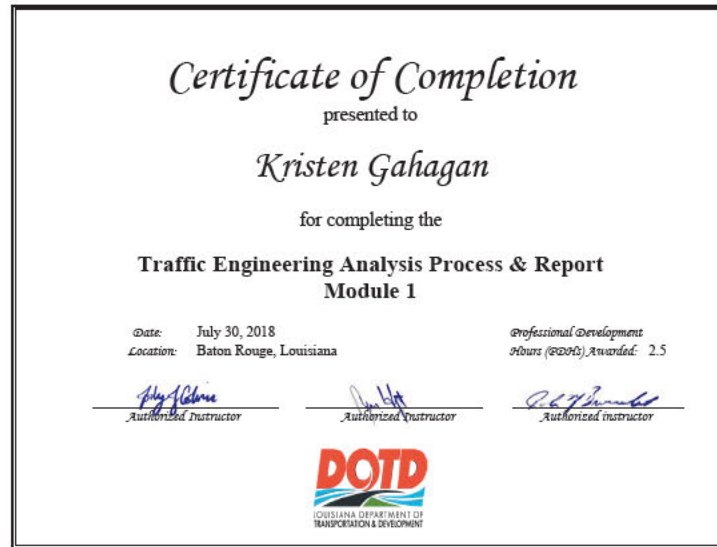 Certificate of Completion
presented to
Kristen Gahagan
for completing the
Traffic Engineering Analysis Process & Report
Module 1
Date: July 30, 2018
Location: Baton Rouge, Louisiana
Professional Development
Hours (PDHs) Awarded: 2.5
Authorized Instructor
Authorized Instructor
Authorized instructor
DOTD
LOUISIANA DEPARTMENT OF
TRANSPORTATION & DEVELOPMENT